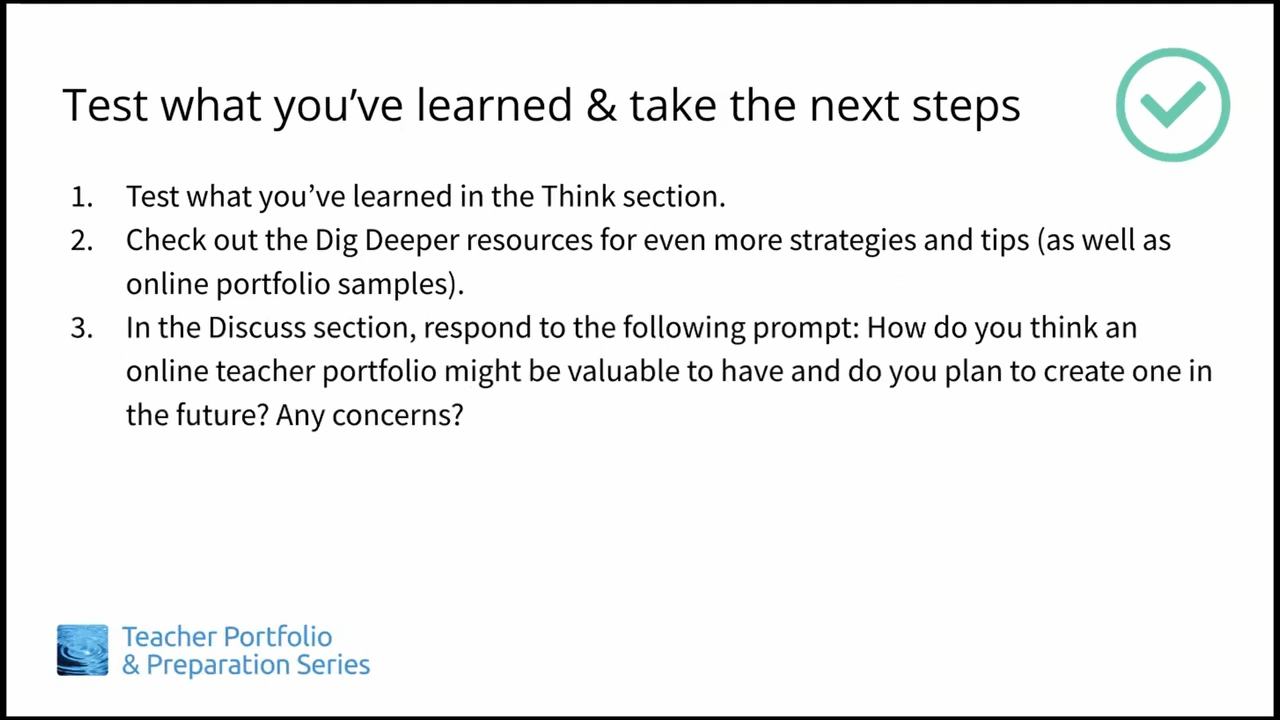 Test what you’ve learned & take the next steps
1. Test what you’ve learned in the Think section.
2. Check out the Dig Deeper resources for even more strategies and tips (as well as
online portfolio samples).
3. In the Discuss section, respond to the following prompt: How do you think an
online teacher portfolio might be valuable to have and do you plan to create one in
the future? Any concerns?
Teacher Portfolio
& Preparation Series